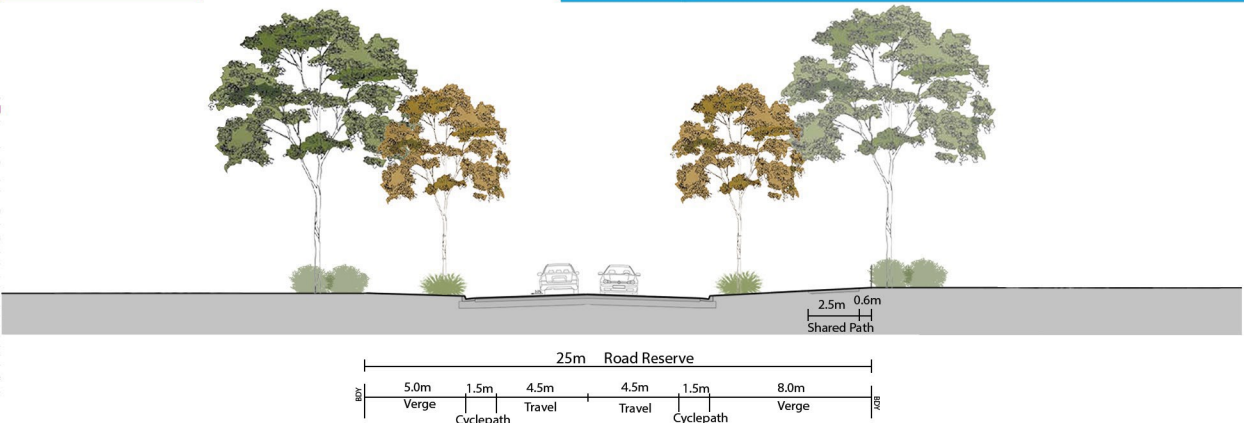 2.5m 0.6m
Shared Path
25m Road Reserve
BDY 5.0m 1.5m 4.5m 4.5m 1.5m 8.0m BDY
Verge Travel Travel Verge
Cyclepath Cyclepath